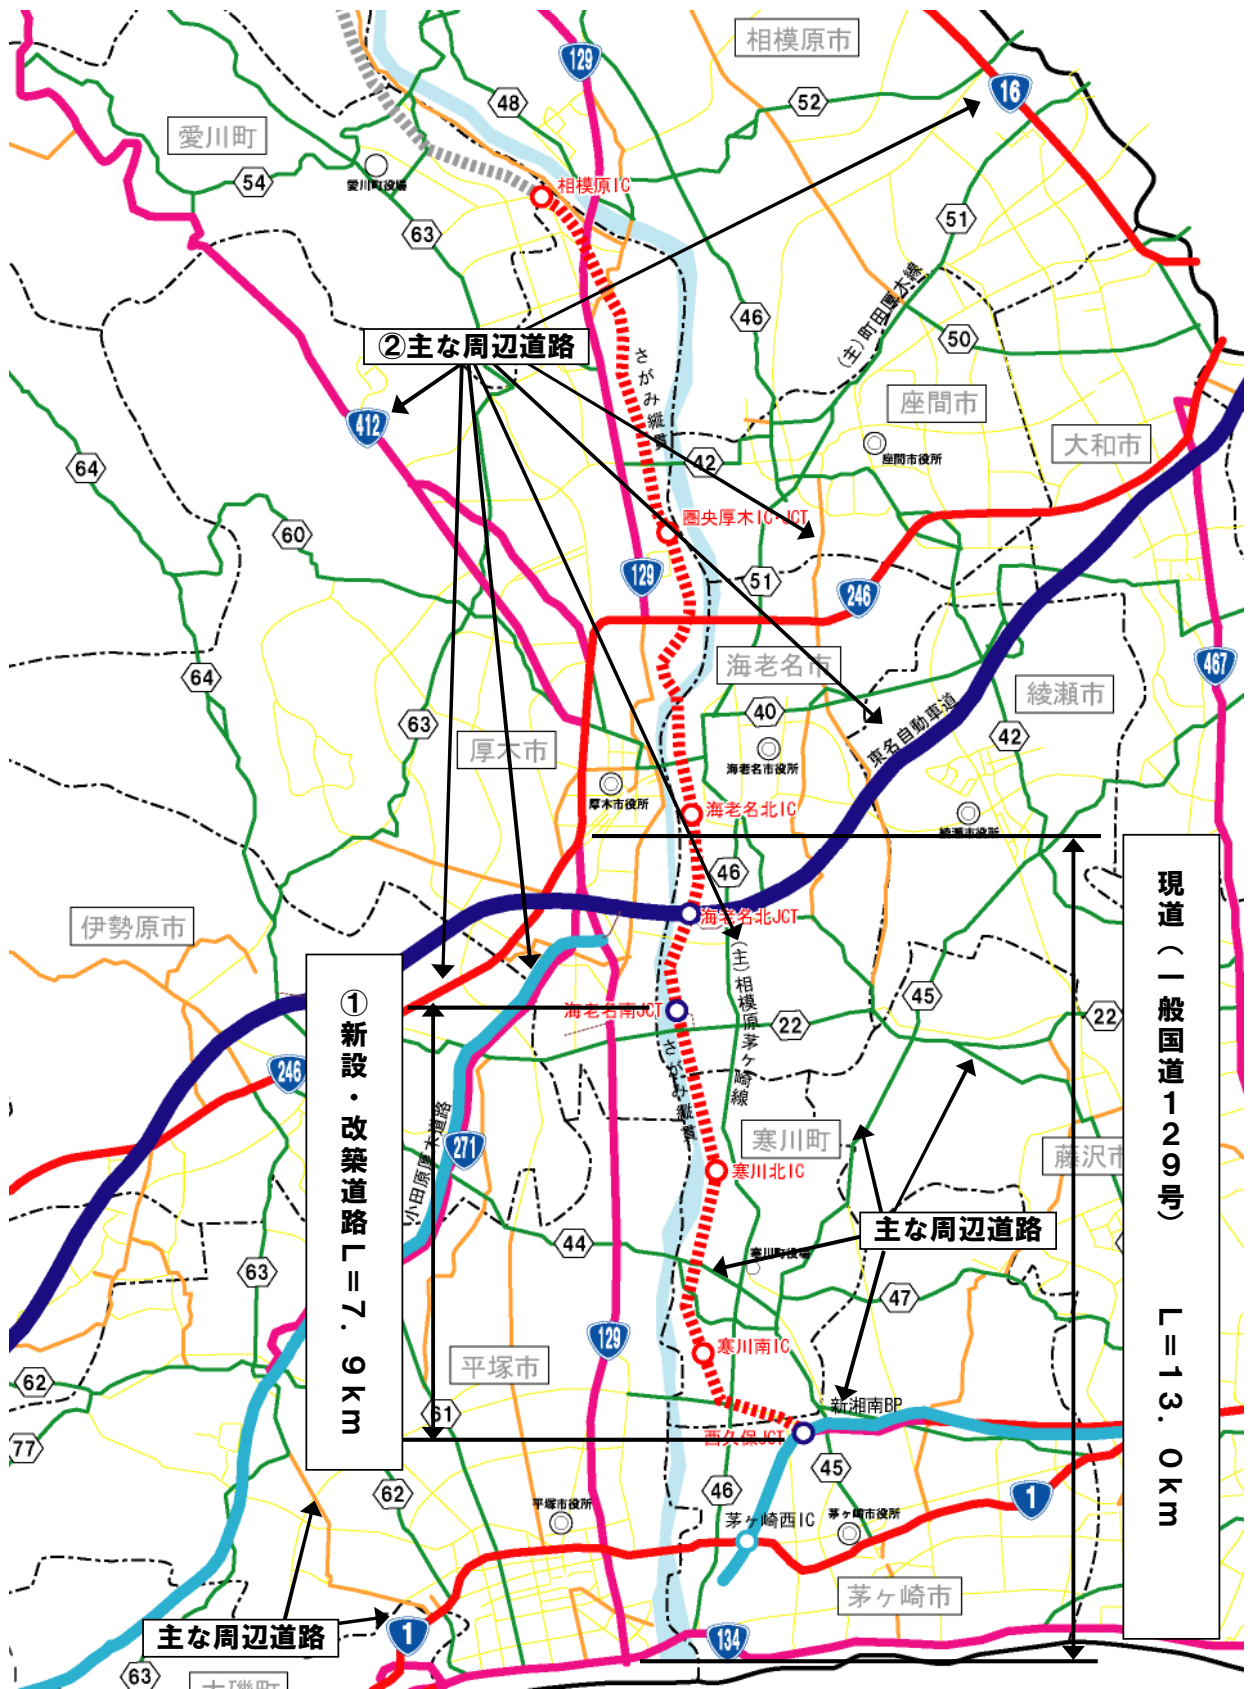 相模原市
129
16
48
52
愛川町
54
愛川町役場
相模原IC
63
51
46
(主)町田厚木線
50
②主な周辺道路
さがみ縦貫
座間市
412
大和市
座間市役所
42
64
圏央厚木IC・JCT
60
129
51
246
海老名市
467
64
綾瀬市
40
63
42
東名自動車道
厚木市
海老名市役所
厚木市役所
海老名北IC
綾瀬市役所
46
現道(一般国道129号) L=13.0km
伊勢原市
海老名北JCT
(主)相模原茅ヶ崎線
①新設・改築道路L=7.9km
45
海老名南JCT
22
22
さがみ縦貫
246
小田原厚木道路
271
寒川町
藤沢市
寒川北IC
主な周辺道路
44
寒川町役場
63
47
129
寒川南IC
平塚市
62
新湘南BP
61
西久保JCT
77
45
62
46
1
平塚市役所
茅ヶ崎西IC
茅ヶ崎市役所
茅ヶ崎市
主な周辺道路
1
134
63
大磯町